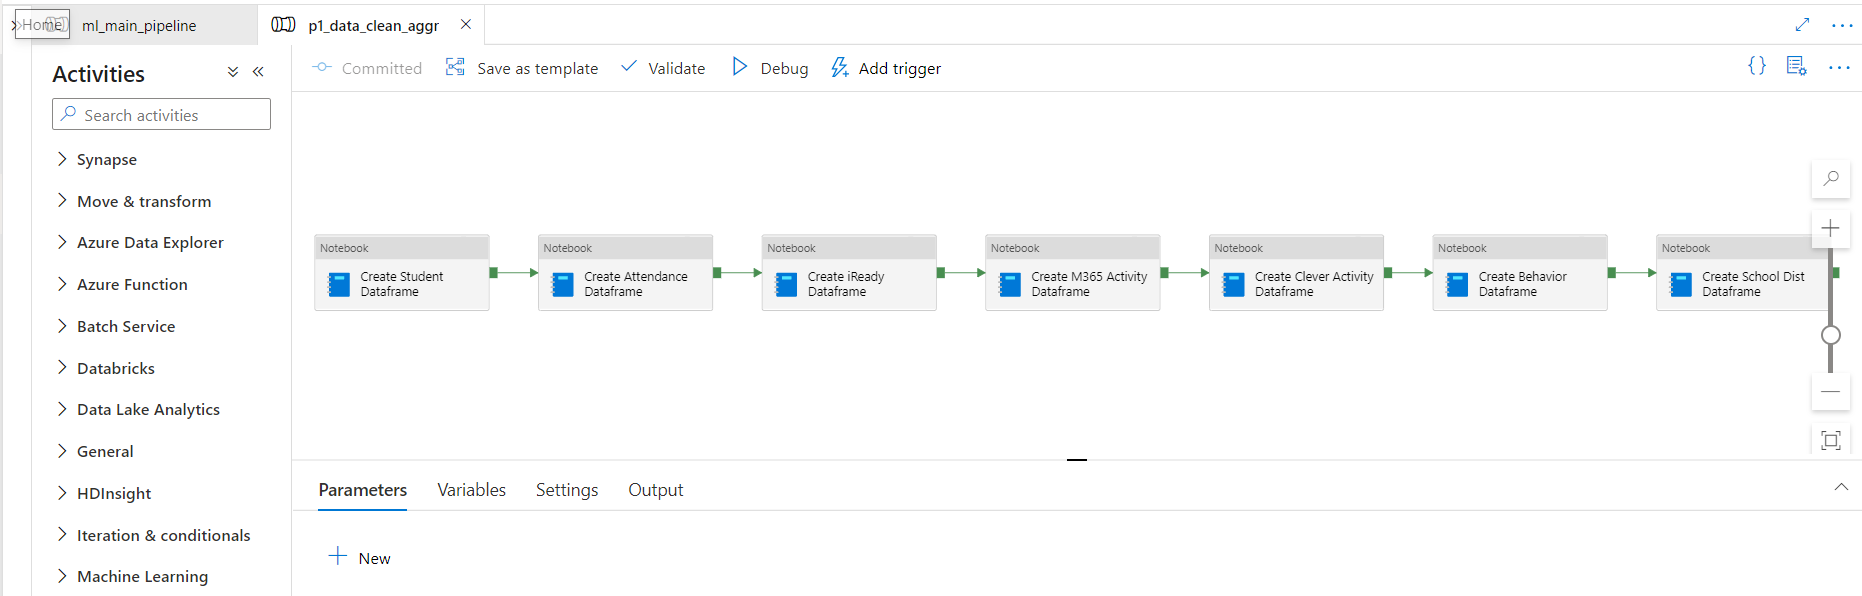 Home
ml_main_pipeline
p1_data_clean_aggr
Activities
Committed
Save as template
Validate
Debug
Add trigger
Search activities
Synapse
Move & transform
Azure Data Explorer
Azure Function
Batch Service
Databricks
Data Lake Analytics
General
HDInsight
Iteration & conditionals
Machine Learning
Notebook
Create Student
Dataframe
Notebook
Create Attendance
Dataframe
Notebook
Create iReady
Dataframe
Notebook
Create M365 Activity
Dataframe
Notebook
Create Clever Activity
Dataframe
Notebook
Create Behavior
Dataframe
Notebook
Create School Dist
Dataframe
Parameters
Variables
Settings
Output
New